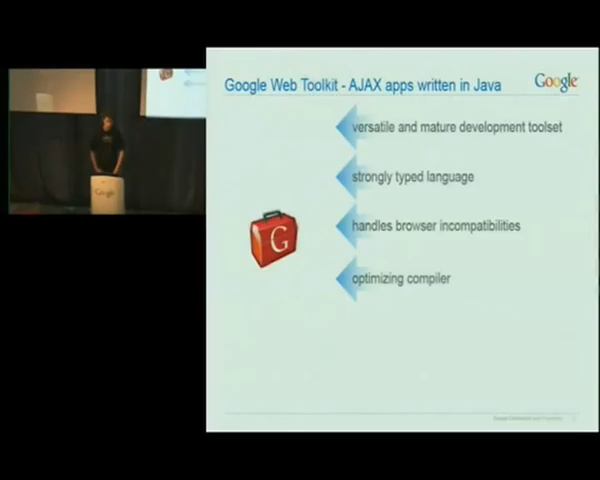 Google Web Toolkit - AJAX apps written in Java
Google
versatile and mature development toolset
strongly typed language
handles browser incompatibilities
G
optimizing compiler
Google